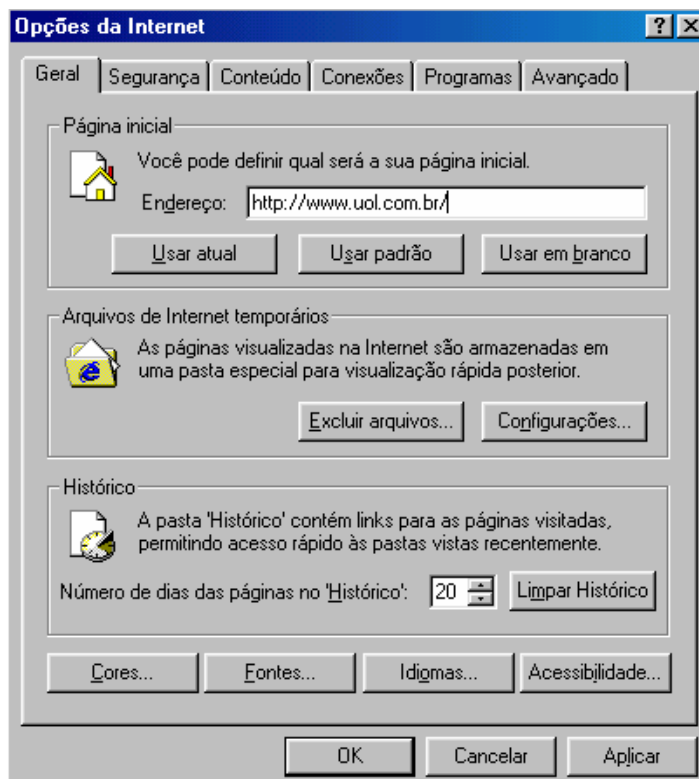 Opções da Internet
Geral Segurança Conteúdo Conexões Programas Avançado
Página inicial
Você pode definir qual será a sua página inicial.
Endereço: http://www.uol.com.br/
Usar atual Usar padrão Usar em branco
Arquivos de Internet temporários
As páginas visualizadas na Internet são armazenadas em
uma pasta especial para visualização rápida posterior.
Excluir arquivos... Configurações...
Histórico
A pasta 'Histórico' contém links para as páginas visitadas,
permitindo acesso rápido às pastas vistas recentemente.
Número de dias das páginas no 'Histórico': 20 Limpar Histórico
Cores... Fontes... Idiomas... Acessibilidade...
OK Cancelar Aplicar